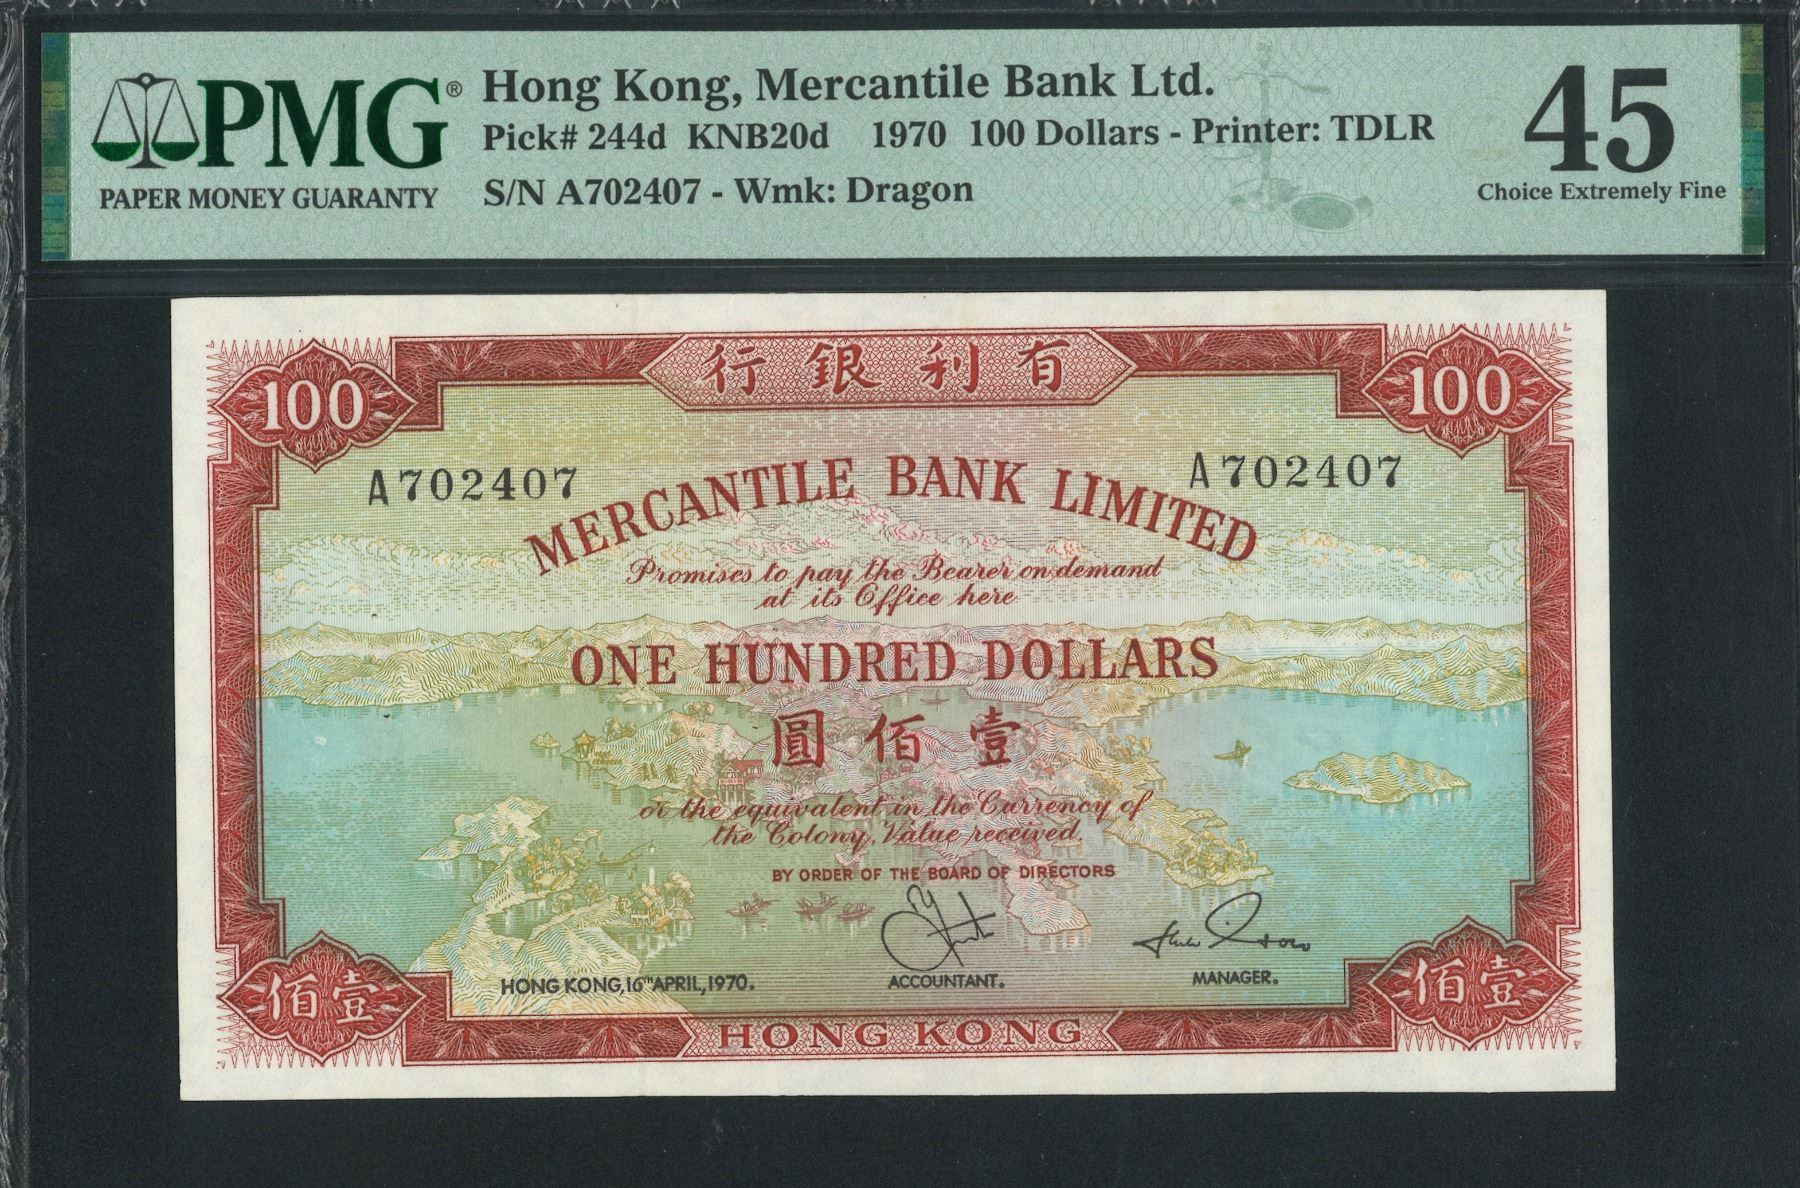 PMG®
PAPER MONEY GUARANTY
Hong Kong, Mercantile Bank Ltd.
Pick# 244d KNB20d 1970 100 Dollars - Printer: TDLR
S/N A702407 - Wmk: Dragon
45
Choice Extremely Fine
100
行銀利有
100
A702407
A702407
MERCANTILE BANK LIMITED
Promises to pay the Bearer on demand
at its Office here
ONE HUNDRED DOLLARS
圓佰壹
or the equivalent in the Currency of
the Colony, Value received.
BY ORDER OF THE BOARD OF DIRECTORS
HONG KONG, 16TH APRIL, 1970.
ACCOUNTANT.
MANAGER.
佰壹
HONG KONG
佰壹